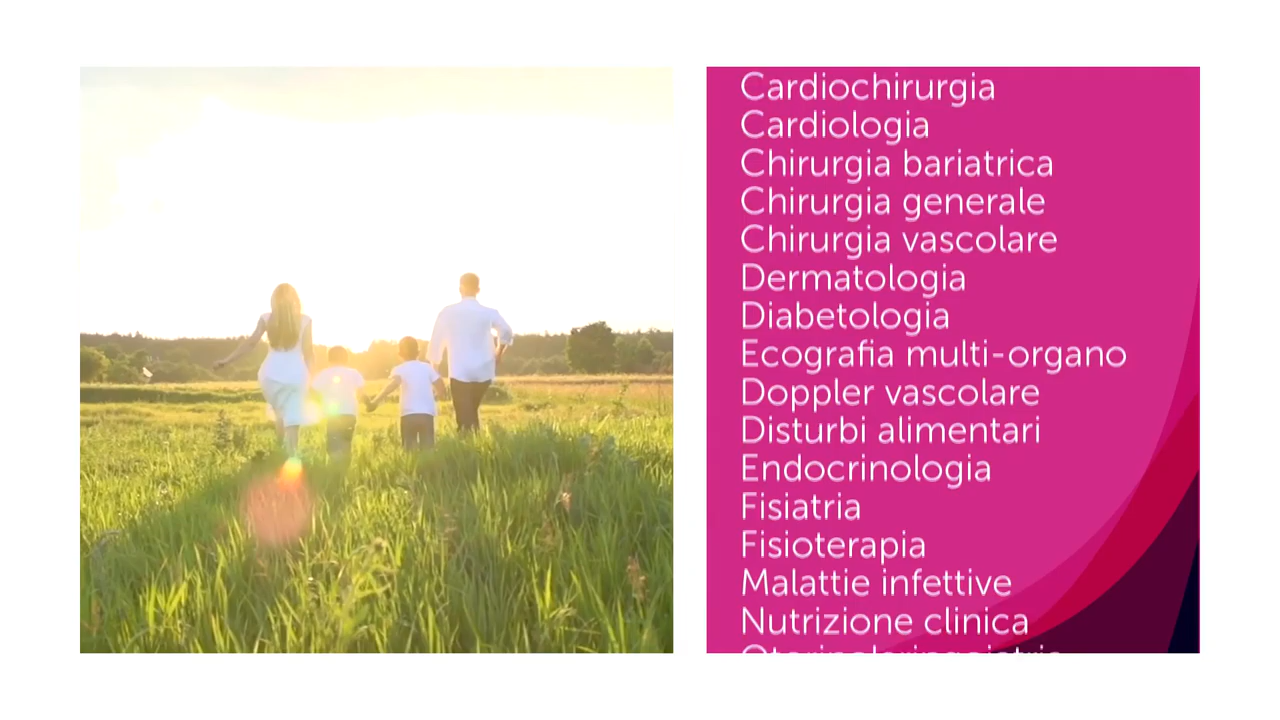 Cardiochirurgia
Cardiologia
Chirurgia bariatrica
Chirurgia generale
Chirurgia vascolare
Dermatologia
Diabetologia
Ecografia multi-organo
Doppler vascolare
Disturbi alimentari
Endocrinologia
Fisiatria
Fisioterapia
Malattie infettive
Nutrizione clinica